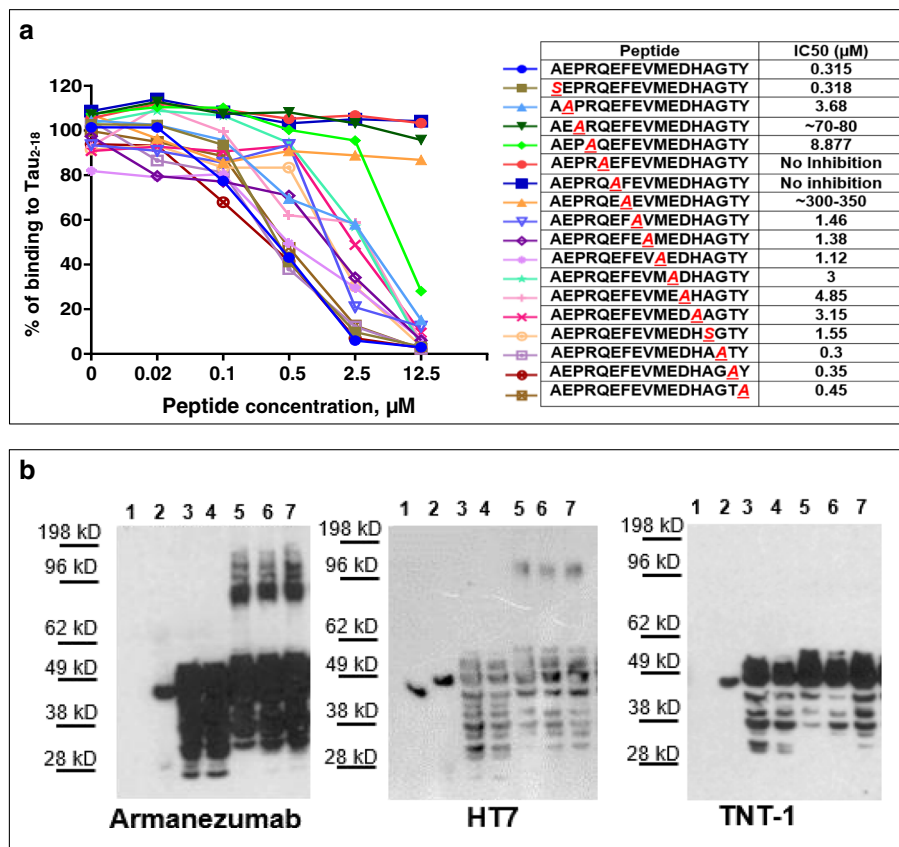 a
120
100
80
60
40
20
0
% of binding to Tau2-18
0 0.02 0.1 0.5 2.5 12.5
Peptide concentration, µM
Peptide IC50 (µM)
AEPRQEFEVMEDHAGTY 0.315
SEPRQEFEVMEDHAGTY 0.318
AAPRQEFEVMEDHAGTY 3.68
AEARQEFEVMEDHAGTY ~70-80
AEPAQEFEVMEDHAGTY 8.877
AEPRAEFEVMEDHAGTY No Inhibition
AEPRQAFEVMEDHAGTY No inhibition
AEPRQEAEVMEDHAGTY ~300-350
AEPRQEFAVMEDHAGTY 1.46
AEPRQEFEAMEDHAGTY 1.38
AEPRQEFEVAEDHAGTY 1.12
AEPRQEFEVMADHAGTY 3
AEPRQEFEVMEAHAGTY 4.85
AEPRQEFEVMEDAAGTY 3.15
AEPRQEFEVMEDHSGTY 1.55
AEPRQEFEVMEDHAATY 0.3
AEPRQEFEVMEDHAGAY 0.35
AEPRQEFEVMEDHAGTA 0.45
b
1 2 3 4 5 6 7
198 kD
96 kD
62 kD
49 kD
38 kD
28 kD
Armanezumab
1 2 3 4 5 6 7
198 kD
96 kD
62 kD
49 kD
38 kD
28 kD
HT7
1 2 3 4 5 6 7
198 kD
96 kD
62 kD
49 kD
38 kD
28 kD
TNT-1